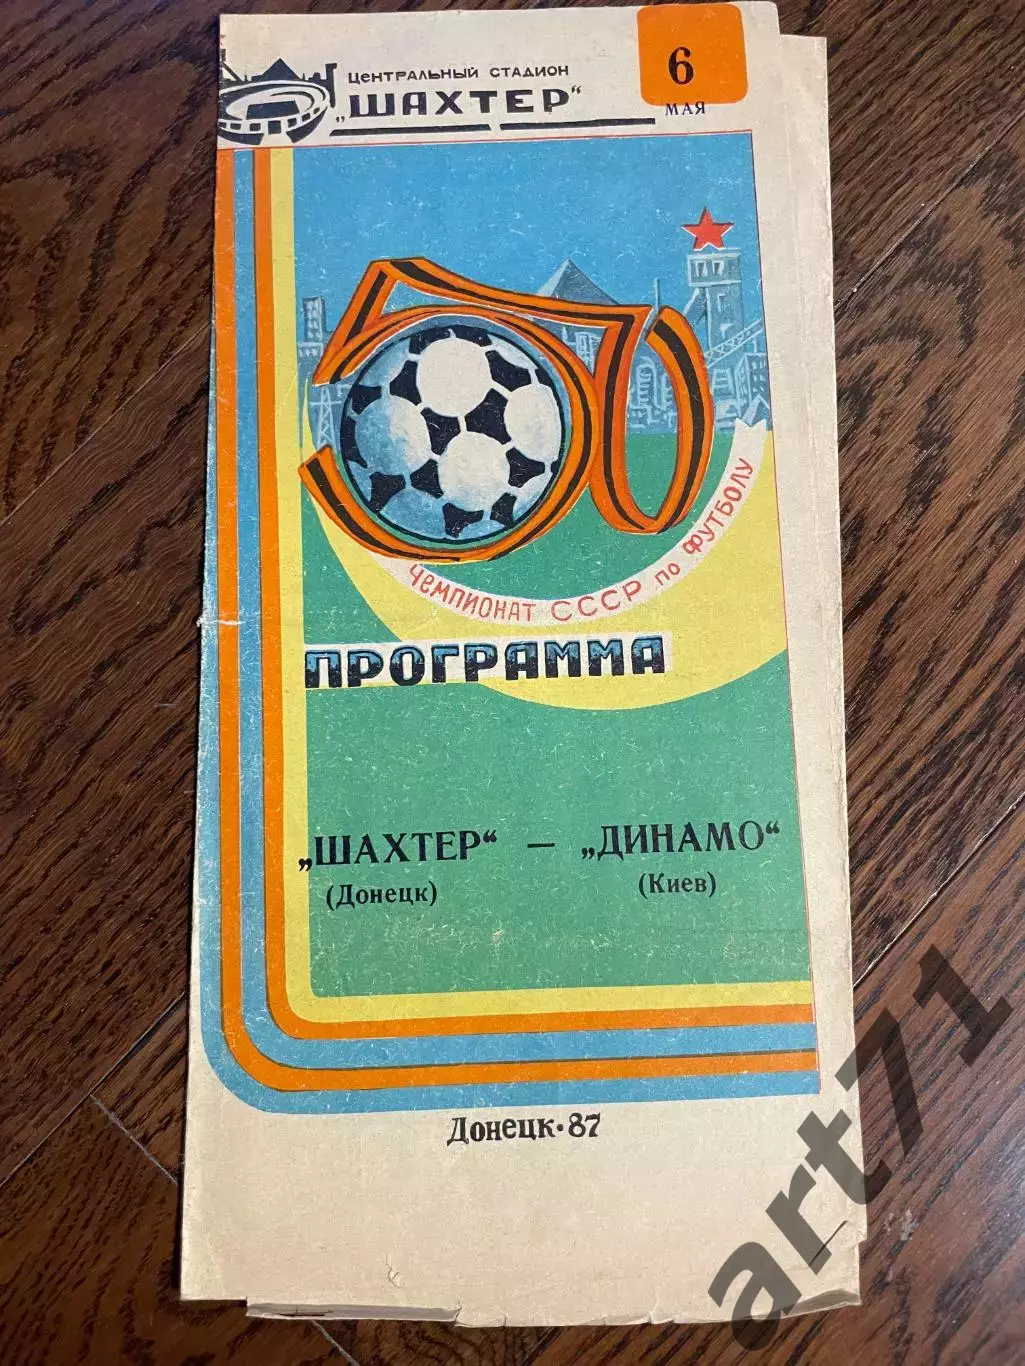 ЦЕНТРАЛЬНЫЙ СТАДИОН
„ШАХТЕР“
6
МАЯ
50
ЧЕМПИОНАТ СССР ПО ФУТБОЛУ
ПРОГРАММА
„ШАХТЕР“ — „ДИНАМО“
(Донецк) (Киев)
Донецк·87
art71